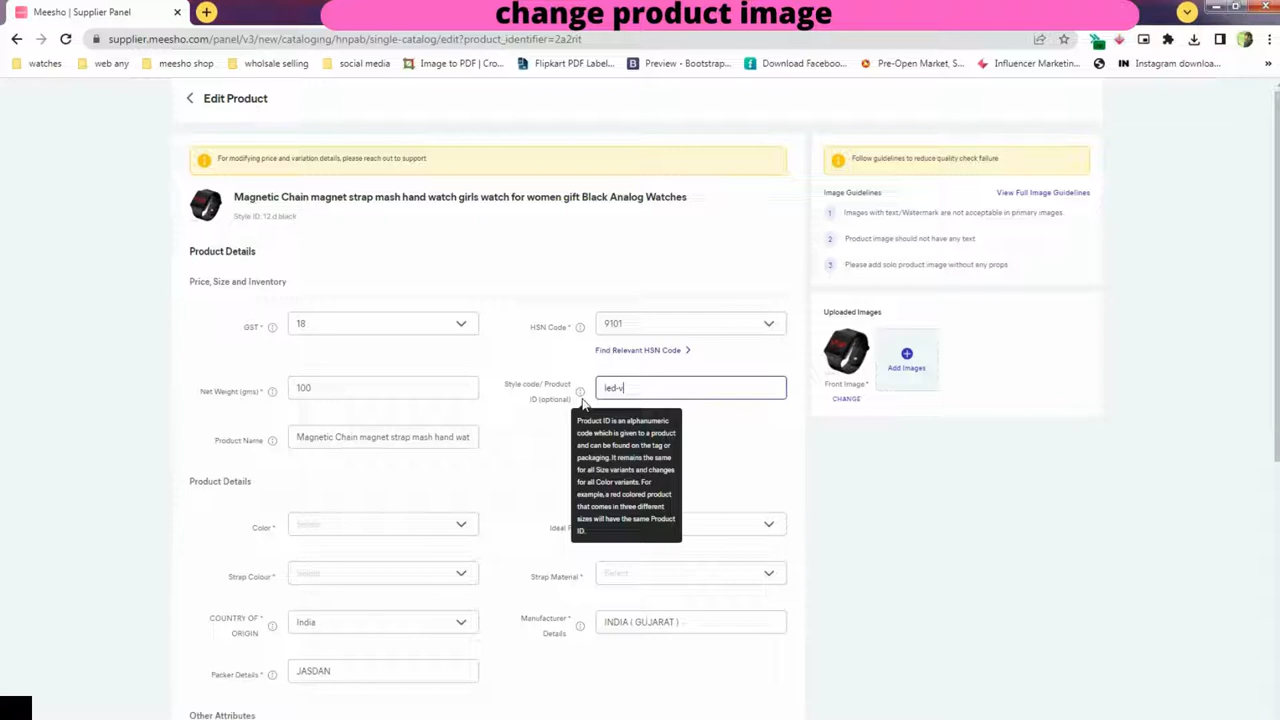 change product image
Meesho | Supplier Panel
supplier.meesho.com/panel/v3/new/cataloging/hnpab/single-catalog/edit?product_identifier=2a2rit
watches
web any
meesho shop
wholsale selling
social media
Image to PDF | Cro...
Flipkart PDF Label...
Preview - Bootstrap...
Download Faceboo...
Pre-Open Market, S...
Influencer Marketin...
Instagram downloa...
Edit Product
For modifying price and variation details, please reach out to support
Magnetic Chain magnet strap mash hand watch girls watch for women gift Black Analog Watches
Style ID: 12.d.black
Product Details
Price, Size and Inventory
GST *
18
HSN Code *
9101
Find Relevant HSN Code
Net Weight (gms) *
100
Style code/ Product
ID (optional)
led-v
Product ID is an alphanumeric
code which is given to a product
and can be found on the tag or
packaging. It remains the same
for all Size variants and changes
for all Color variants. For
example, a red colored product
that comes in three different
sizes will have the same Product
ID.
Product Name
Magnetic Chain magnet strap mash hand wat
Product Details
Color *
Select
Ideal F
Strap Colour *
Select
Strap Material *
Select
COUNTRY OF *
ORIGIN
India
Manufacturer *
Details
INDIA ( GUJARAT )
Packer Details *
JASDAN
Other Attributes
Follow guidelines to reduce quality check failure
Image Guidelines
View Full Image Guidelines
1 Images with text/Watermark are not acceptable in primary images.
2 Product image should not have any text
3 Please add solo product image without any props
Uploaded Images
Front Image *
CHANGE
Add Images